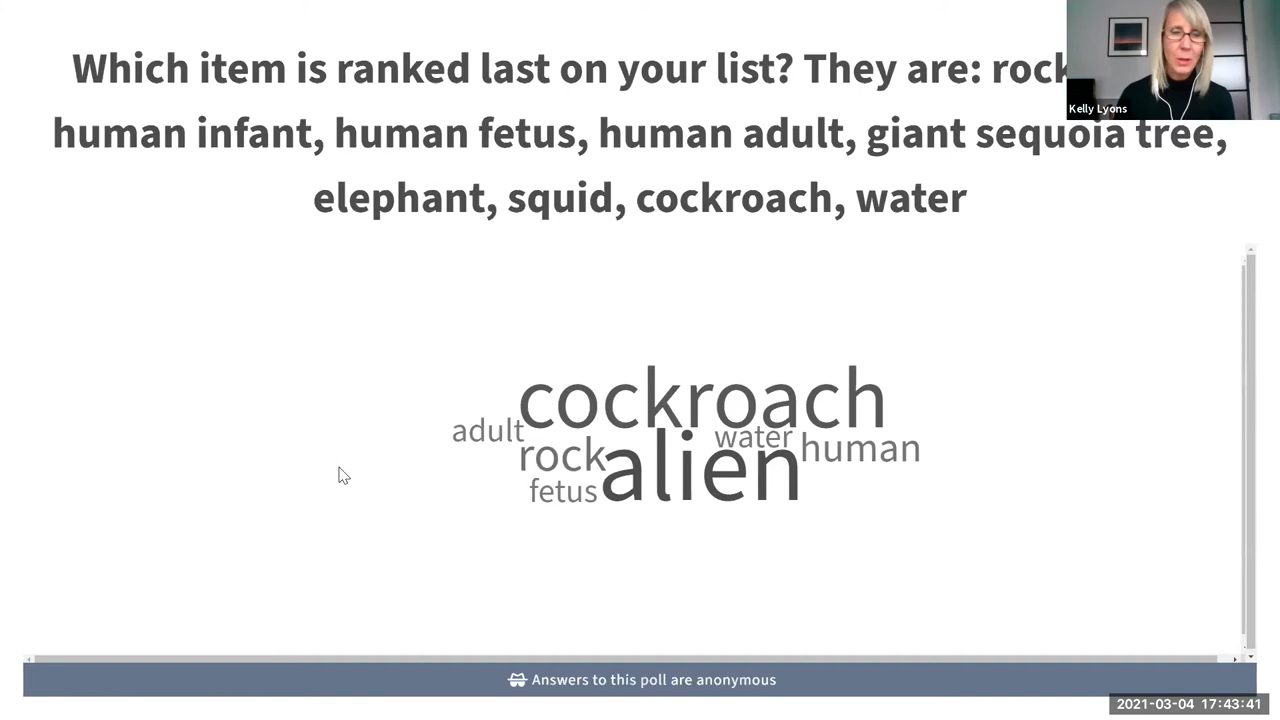 Which item is ranked last on your list? They are: rock
human infant, human fetus, human adult, giant sequoia tree,
elephant, squid, cockroach, water
Kelly Lyons
cockroach
adult
water
rock
alien
human
fetus
Answers to this poll are anonymous
2021-03-04 17:43:41